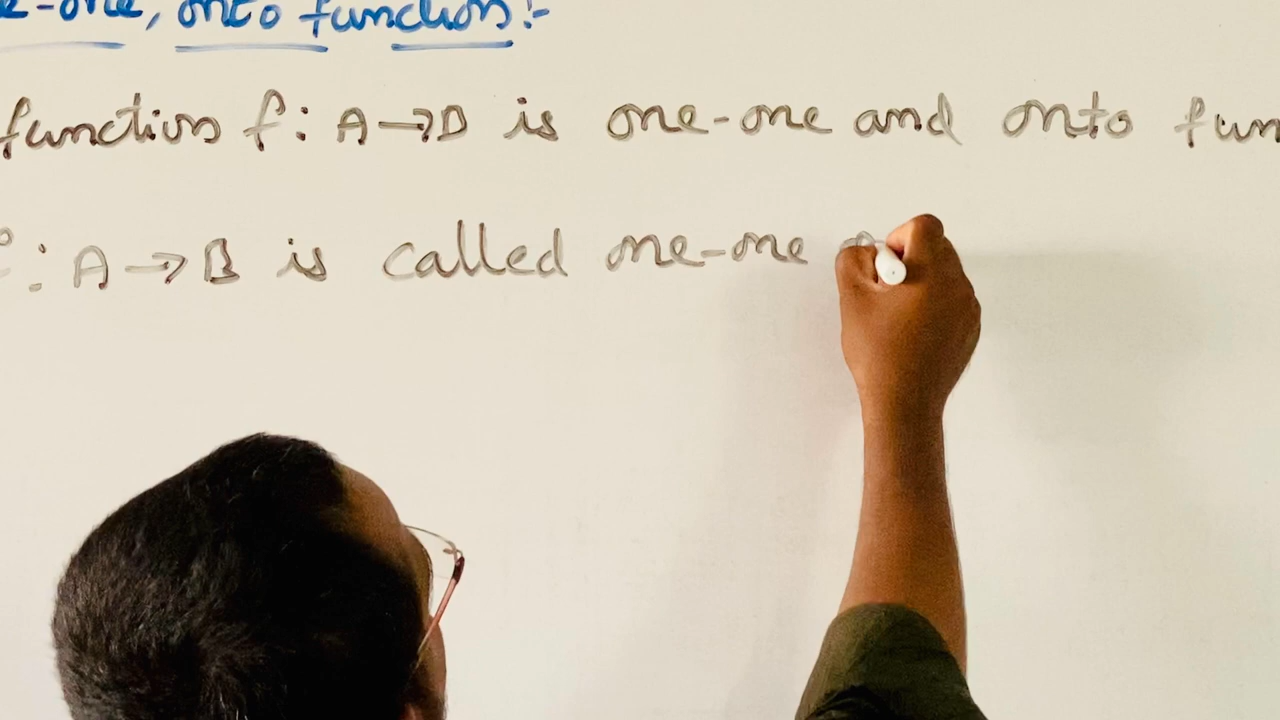 e-one, onto function:-
function f: A→B is one-one and onto fun
f: A→B is called one-one